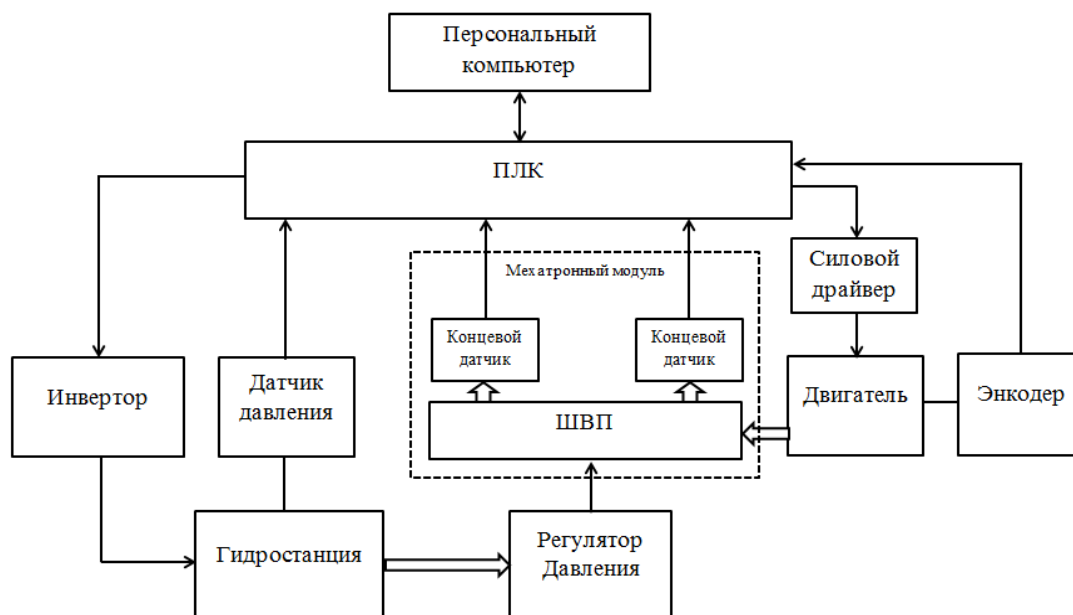 Персональный
компьютер
ПЛК
Мехатронный модуль
Силовой
драйвер
Концевой
датчик
Концевой
датчик
Инвертор
Датчик
давления
ШВП
Двигатель
Энкодер
Гидростанция
Регулятор
Давления